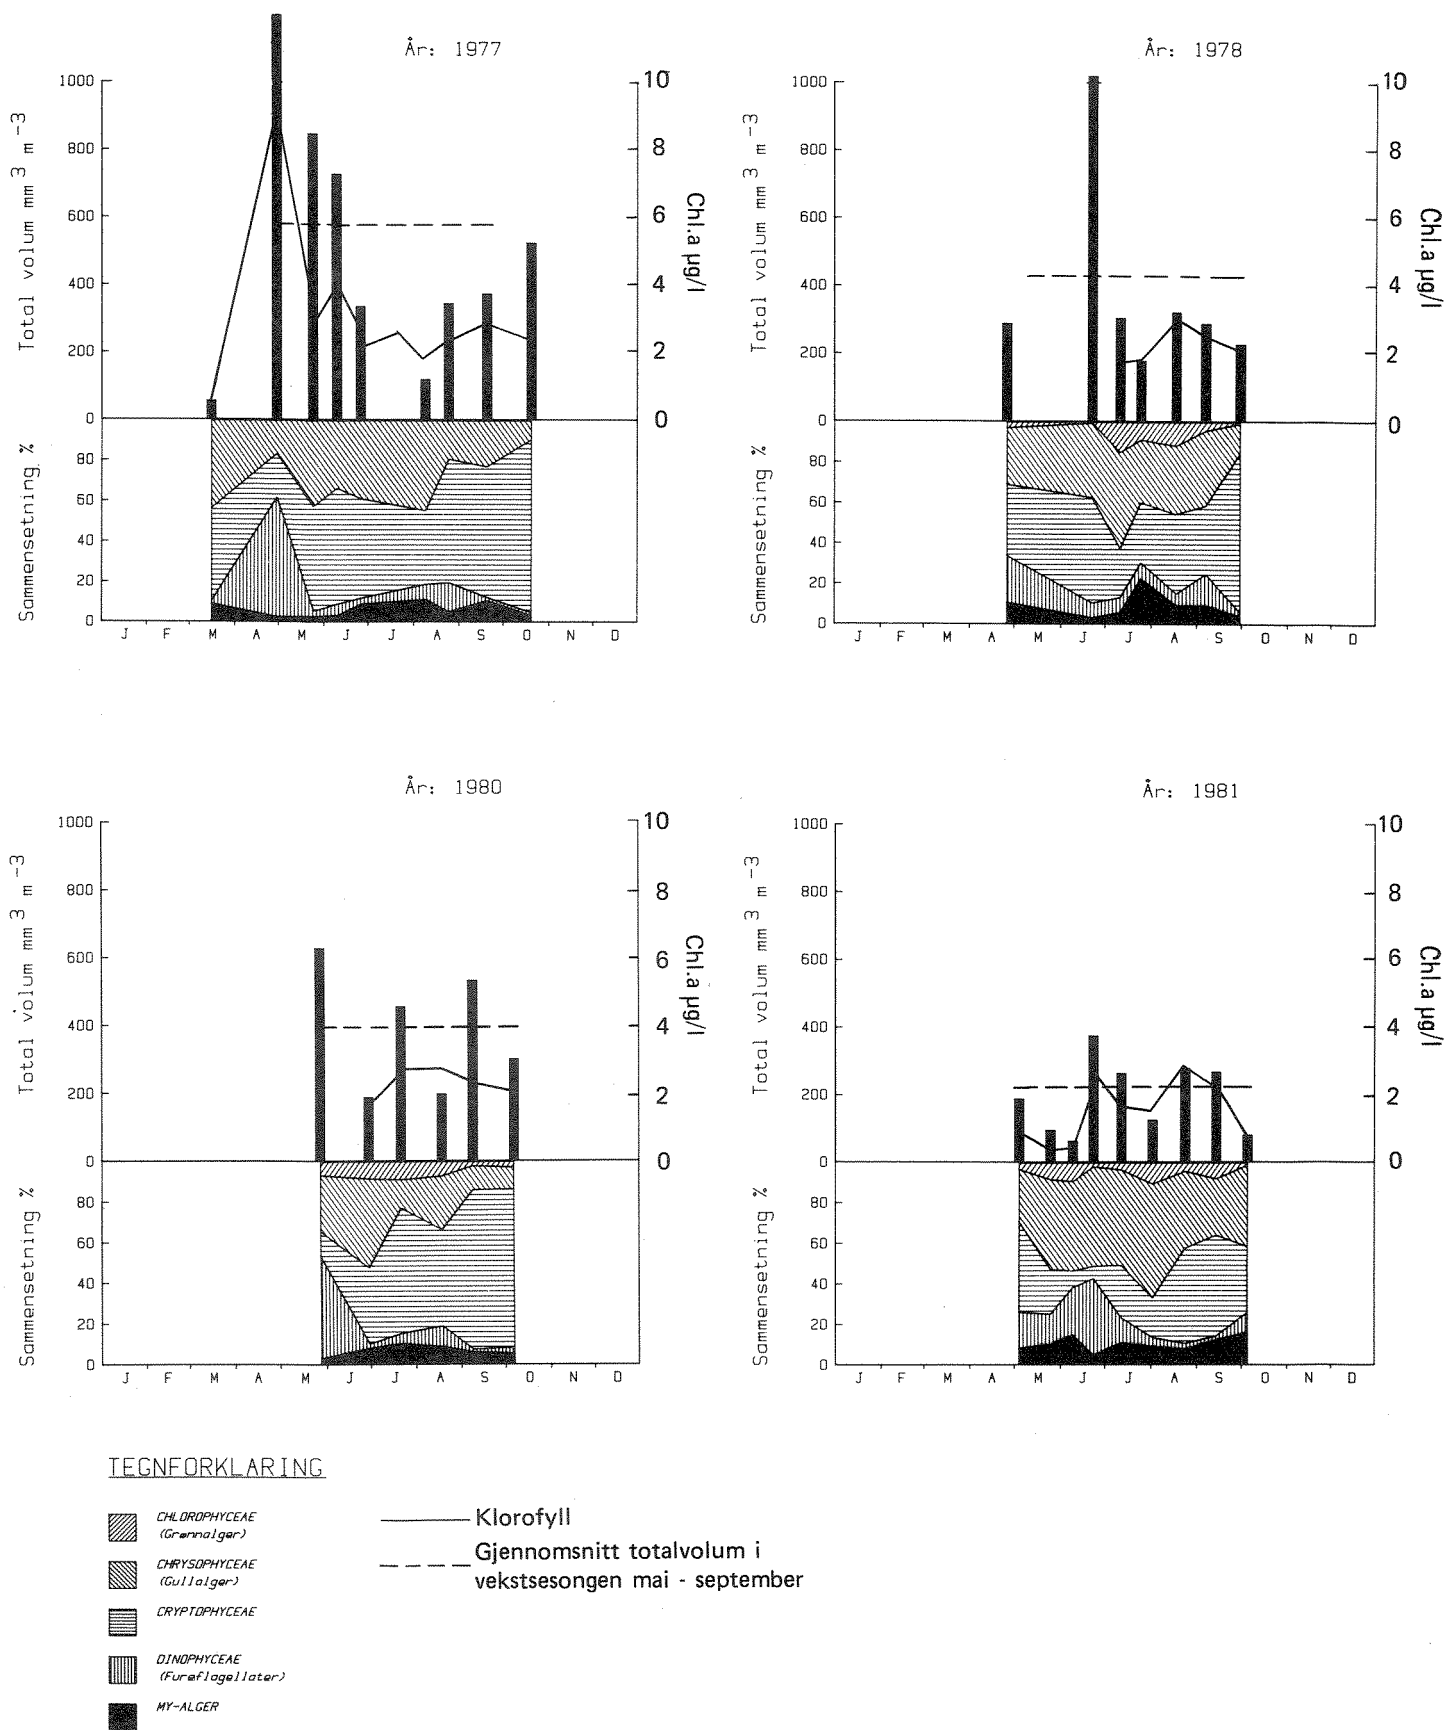 År: 1977
Total volum mm 3 m -3
1000
800
600
400
200
0
10
8
6
4
2
0
Chl.a µg/l
Sammensetning %
80
60
40
20
0
J F M A M J J A S O N D
År: 1978
Total volum mm 3 m -3
1000
800
600
400
200
0
10
8
6
4
2
0
Chl.a µg/l
Sammensetning %
80
60
40
20
0
J F M A M J J A S O N D
År: 1980
Total volum mm 3 m -3
1000
800
600
400
200
0
10
8
6
4
2
0
Chl.a µg/l
Sammensetning %
80
60
40
20
0
J F M A M J J A S O N D
År: 1981
Total volum mm 3 m -3
1000
800
600
400
200
0
10
8
6
4
2
0
Chl.a µg/l
Sammensetning %
80
60
40
20
0
J F M A M J J A S O N D
TEGNFORKLARING
CHLOROPHYCEAE
(Grønnalger)
CHRYSOPHYCEAE
(Gullalger)
CRYPTOPHYCEAE
DINOPHYCEAE
(Fureflagellater)
MY-ALGER
Klorofyll
Gjennomsnitt totalvolum i
vekstsesongen mai - september